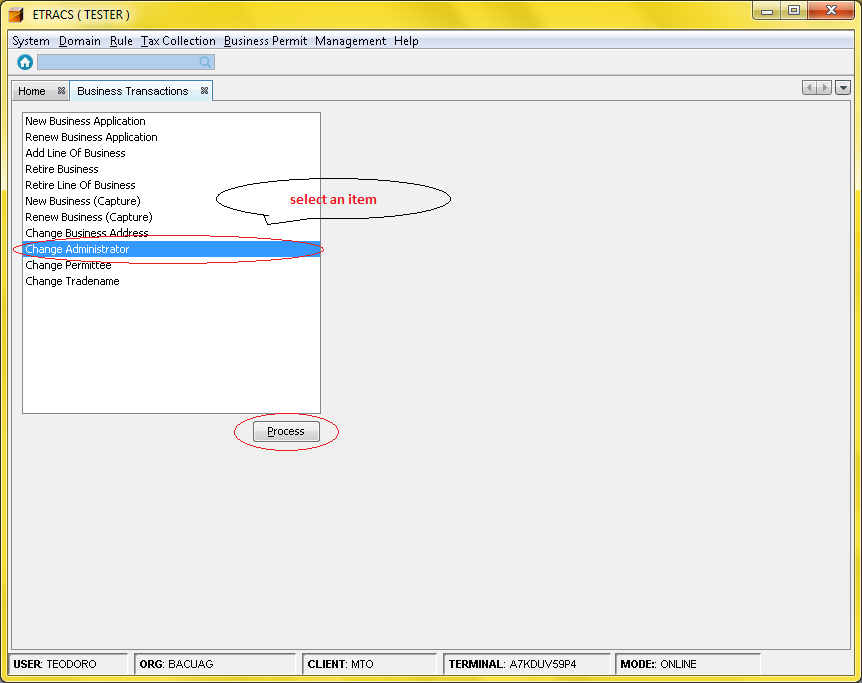 ETRACS ( TESTER )
System Domain Rule Tax Collection Business Permit Management Help
Home Business Transactions
New Business Application
Renew Business Application
Add Line Of Business
Retire Business
Retire Line Of Business
New Business (Capture)
select an item
Renew Business (Capture)
Change Business Address
Change Administrator
Change Permittee
Change Tradename
Process
USER: TEODORO ORG: BACUAG CLIENT: MTO TERMINAL: A7KDUV59P4 MODE:: ONLINE